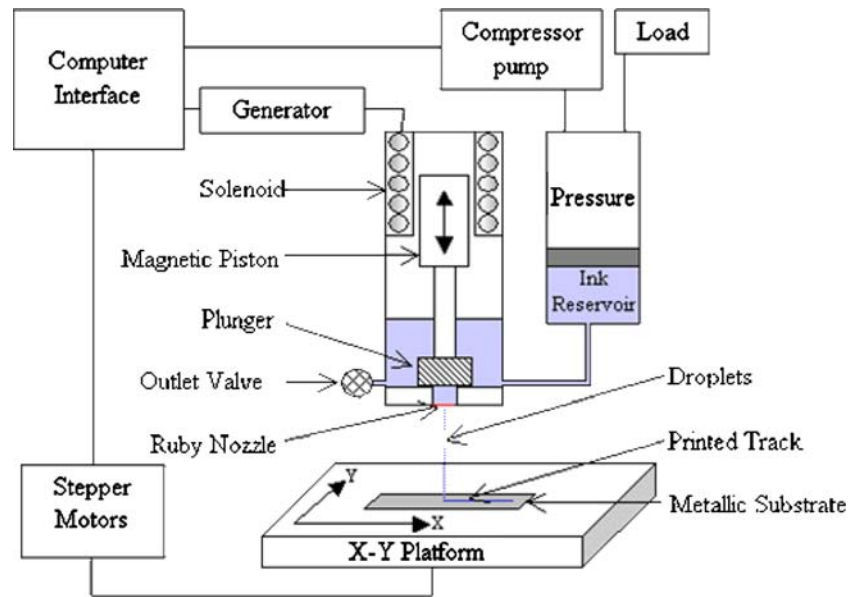 Computer
Interface
Compressor
pump
Load
Generator
Solenoid
Pressure
Magnetic Piston
Ink
Reservoir
Plunger
Outlet Valve
Droplets
Ruby Nozzle
Printed Track
Stepper
Motors
Y
X
Metallic Substrate
X-Y Platform